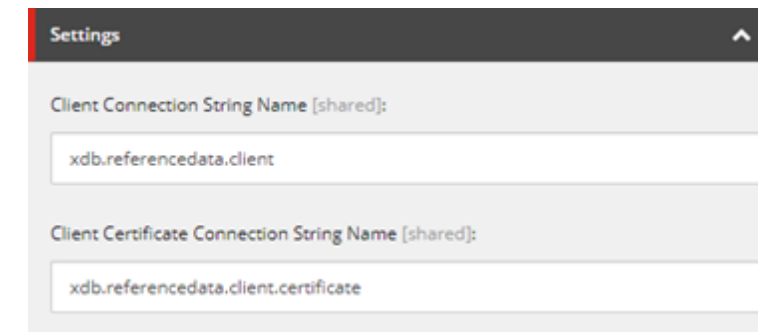 Settings
Client Connection String Name [shared]:
xdb.referencedata.client
Client Certificate Connection String Name [shared]:
xdb.referencedata.client.certificate